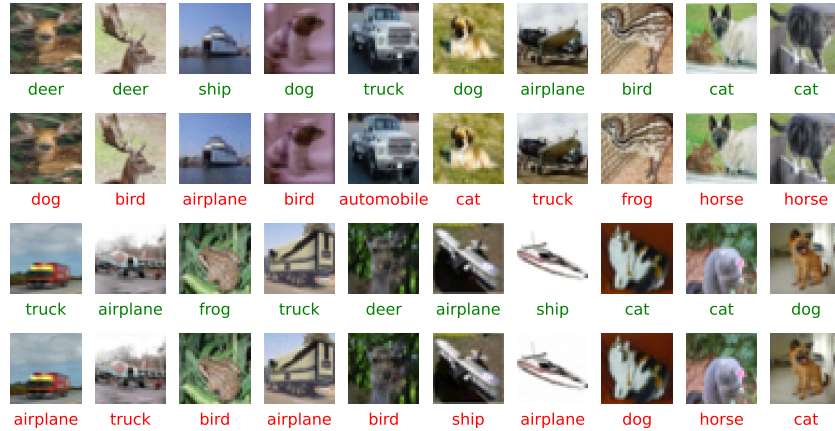 deer deer ship dog truck dog airplane bird cat cat
dog bird airplane bird automobile cat truck frog horse horse
truck airplane frog truck deer airplane ship cat cat dog
airplane truck bird airplane bird ship airplane dog horse cat